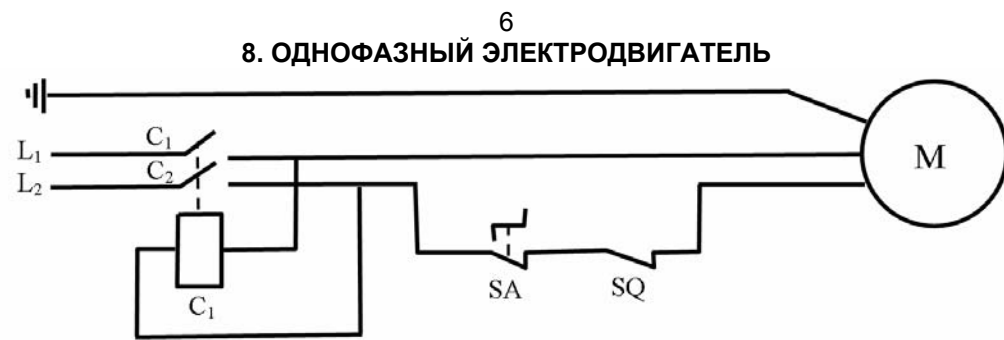 6
8. ОДНОФАЗНЫЙ ЭЛЕКТРОДВИГАТЕЛЬ
L₁
C₁
L₂
C₂
M
SA
SQ
C₁